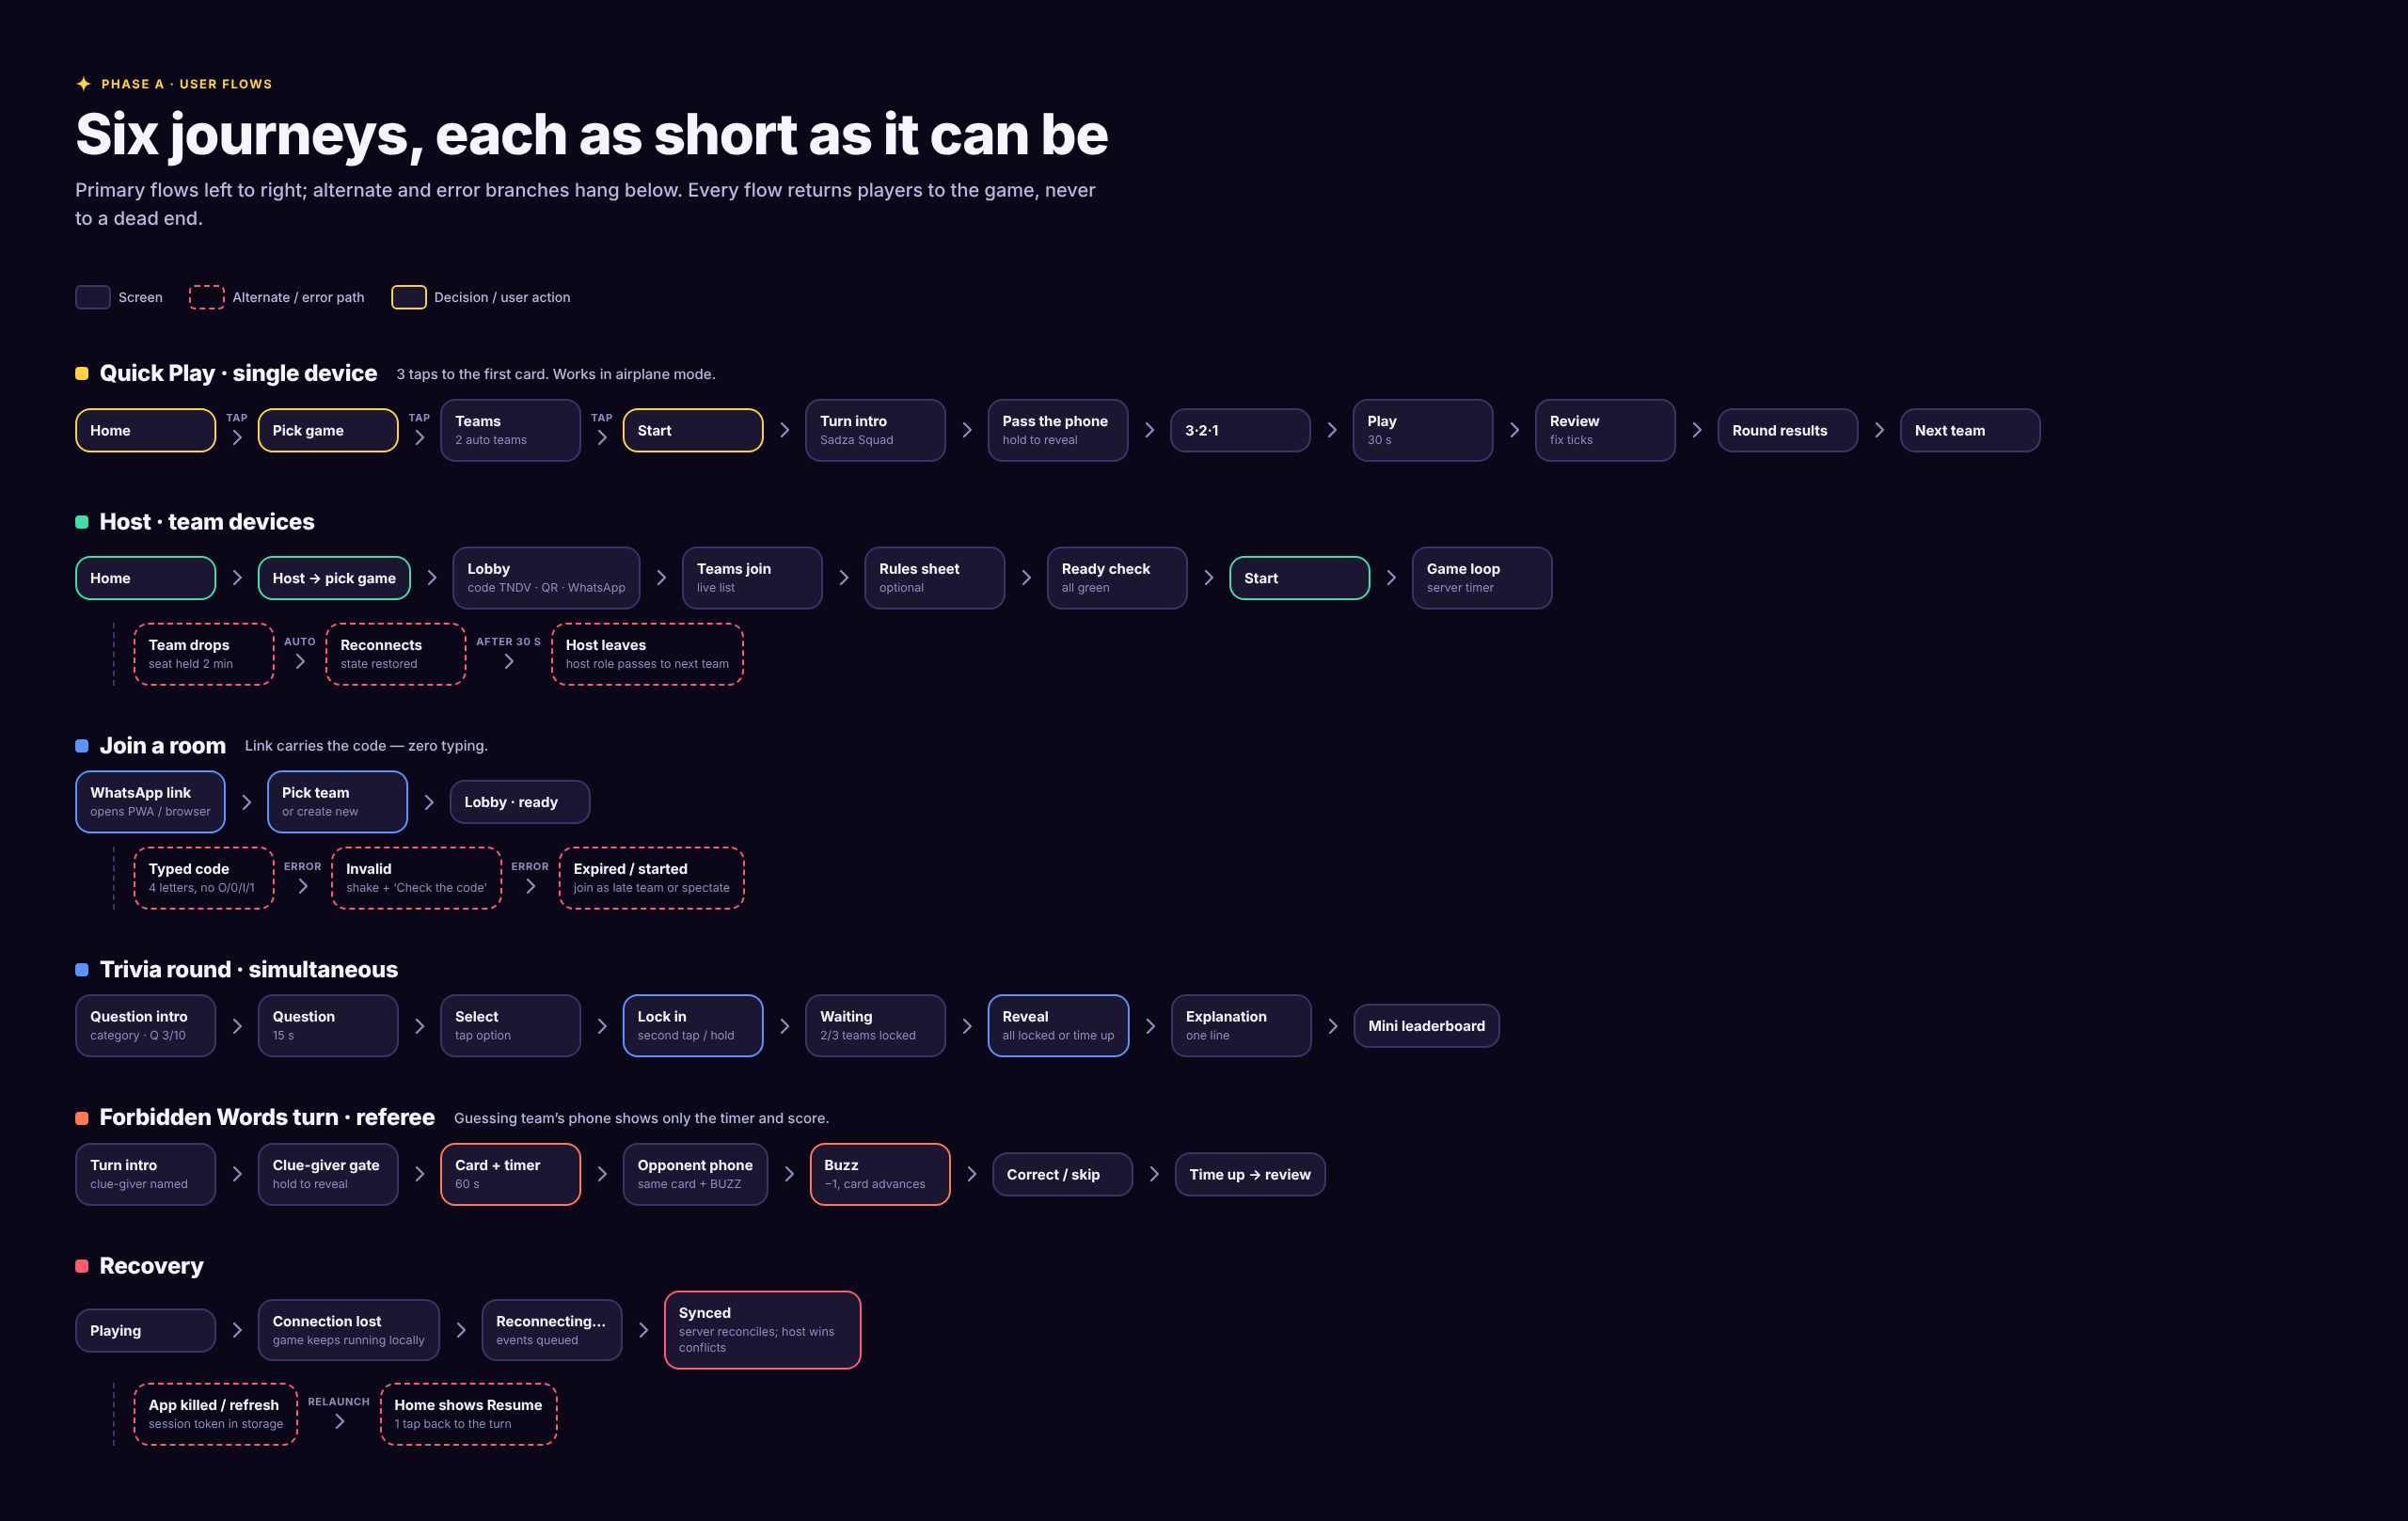 PHASE A · USER FLOWS
Six journeys, each as short as it can be
Primary flows left to right; alternate and error branches hang below. Every flow returns players to the game, never
to a dead end.
Screen
Alternate / error path
Decision / user action
Quick Play · single device
3 taps to the first card. Works in airplane mode.
Home
TAP
Pick game
TAP
Teams
2 auto teams
TAP
Start
Turn intro
Sadza Squad
Pass the phone
hold to reveal
3·2·1
Play
30 s
Review
fix ticks
Round results
Next team
Host · team devices
Home
Host → pick game
Lobby
code TNDV · QR · WhatsApp
Teams join
live list
Rules sheet
optional
Ready check
all green
Start
Game loop
server timer
Team drops
seat held 2 min
AUTO
Reconnects
state restored
AFTER 30 S
Host leaves
host role passes to next team
Join a room
Link carries the code — zero typing.
WhatsApp link
opens PWA / browser
Pick team
or create new
Lobby · ready
Typed code
4 letters, no O/0/I/1
ERROR
Invalid
shake + ‘Check the code’
ERROR
Expired / started
join as late team or spectate
Trivia round · simultaneous
Question intro
category · Q 3/10
Question
15 s
Select
tap option
Lock in
second tap / hold
Waiting
2/3 teams locked
Reveal
all locked or time up
Explanation
one line
Mini leaderboard
Forbidden Words turn · referee
Guessing team’s phone shows only the timer and score.
Turn intro
clue-giver named
Clue-giver gate
hold to reveal
Card + timer
60 s
Opponent phone
same card + BUZZ
Buzz
−1, card advances
Correct / skip
Time up → review
Recovery
Playing
Connection lost
game keeps running locally
Reconnecting…
events queued
Synced
server reconciles; host wins
conflicts
App killed / refresh
session token in storage
RELAUNCH
Home shows Resume
1 tap back to the turn